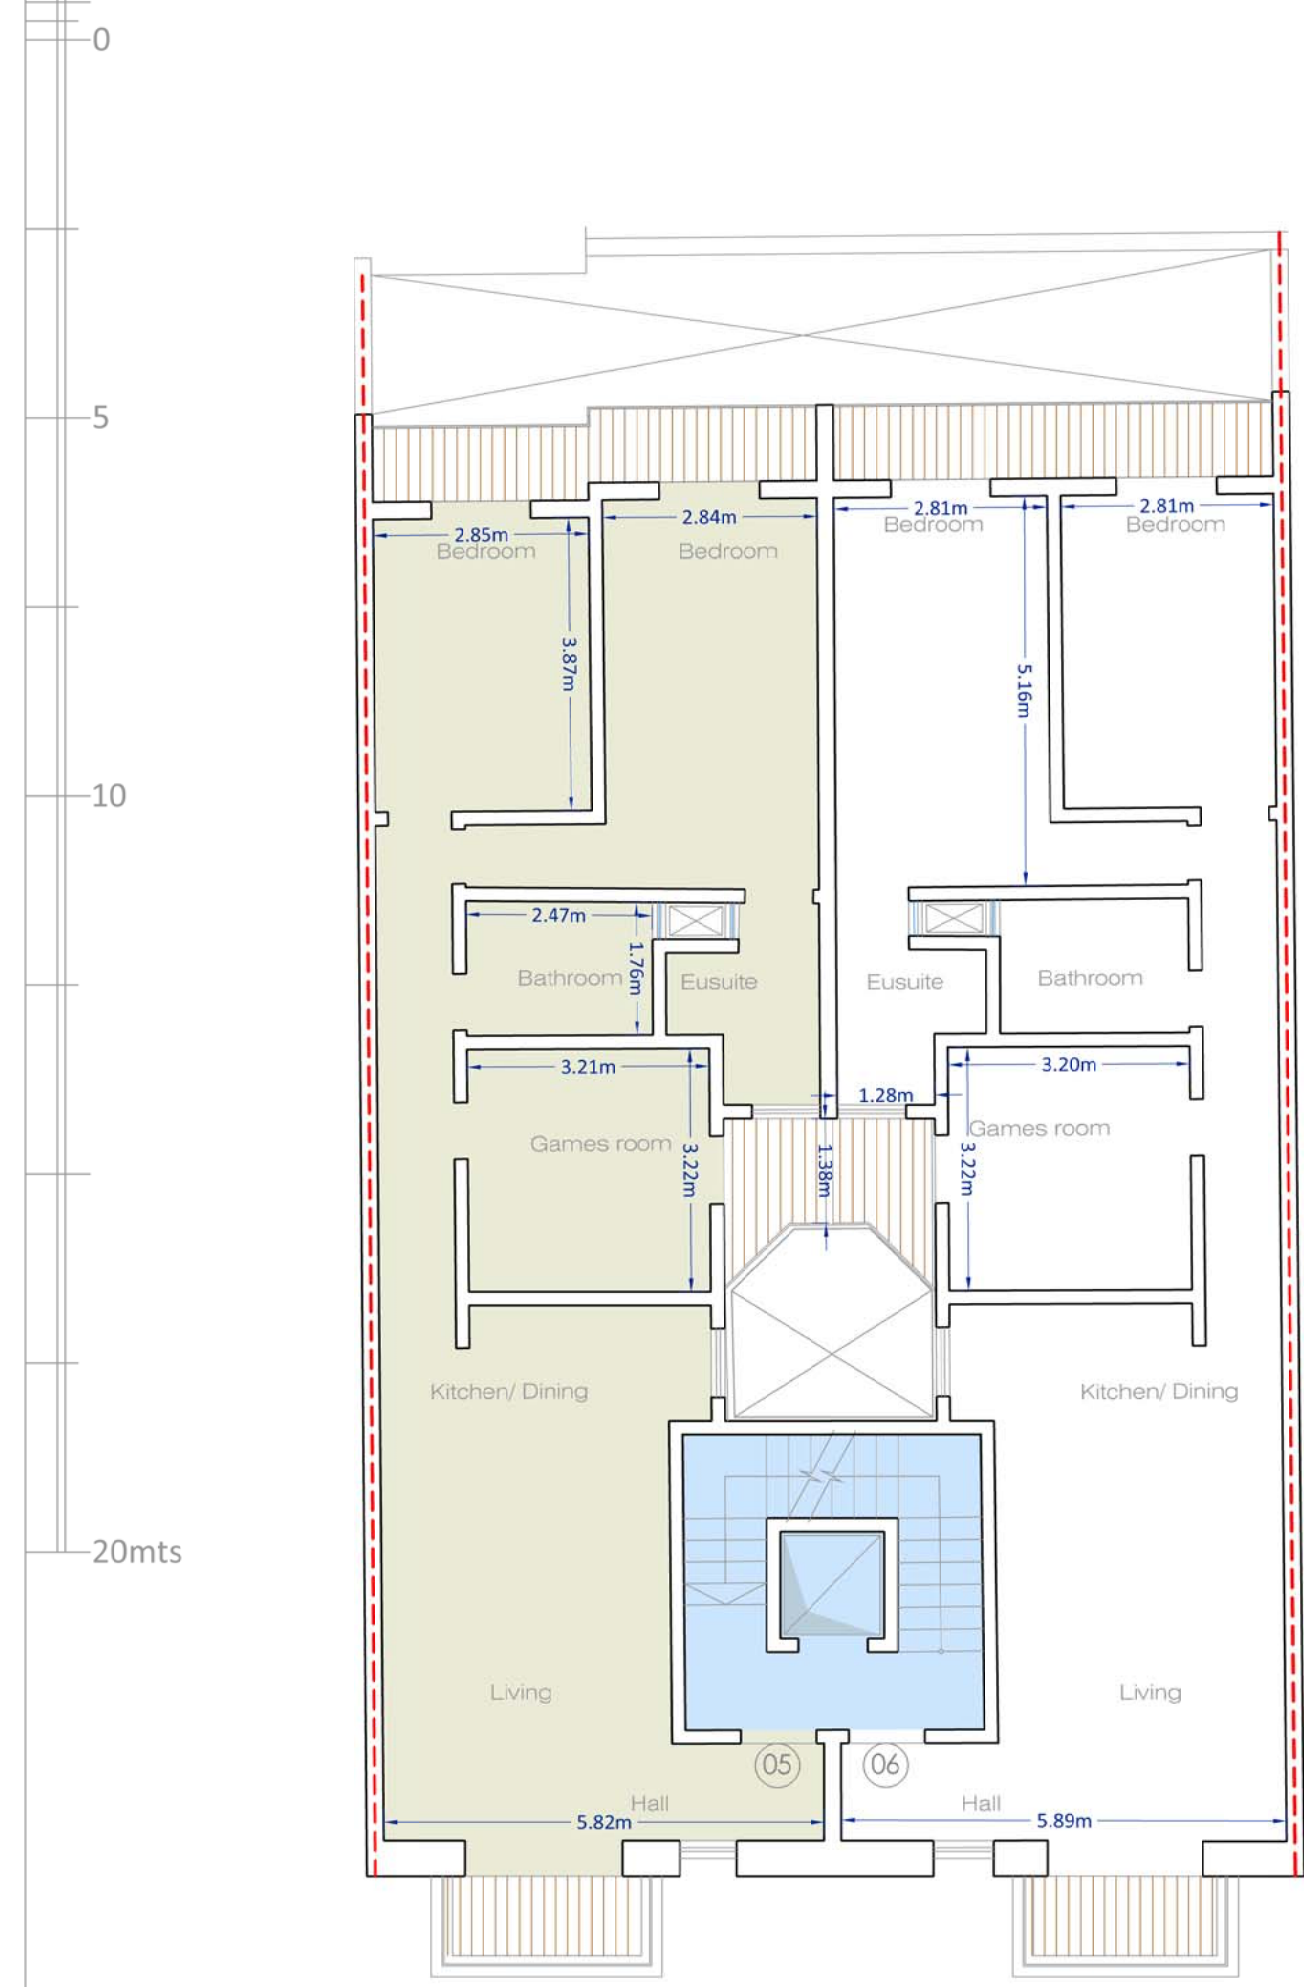 0
5
10
20mts
2.85m
Bedroom
3.87m
2.84m
Bedroom
2.81m
Bedroom
5.16m
2.81m
Bedroom
2.47m
1.76m
Bathroom
Eusuite
Eusuite
Bathroom
3.21m
Games room
3.22m
1.28m
1.38m
3.20m
Games room
3.22m
Kitchen/ Dining
Kitchen/ Dining
Living
Living
05
06
Hall
Hall
5.82m
5.89m